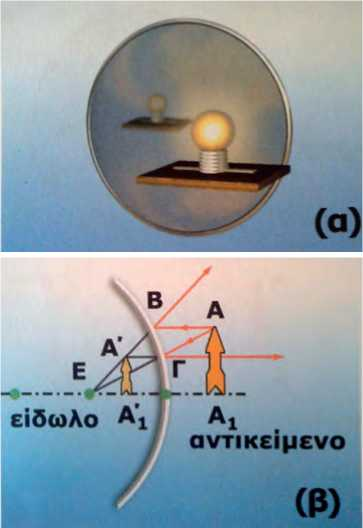 (α)
Β
Α
Α΄
Ε
Γ
είδωλο
Α΄₁
Α₁
αντικείμενο
(β)